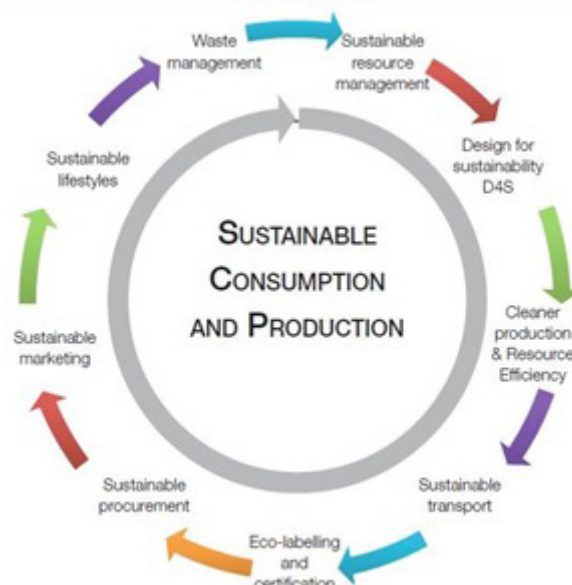 SUSTAINABLE
CONSUMPTION
AND PRODUCTION
Waste
management
Sustainable
resource
management
Design for
sustainability
D4S
Cleaner
production
& Resource
Efficiency
Sustainable
transport
Eco-labelling
and
certification
Sustainable
procurement
Sustainable
marketing
Sustainable
lifestyles